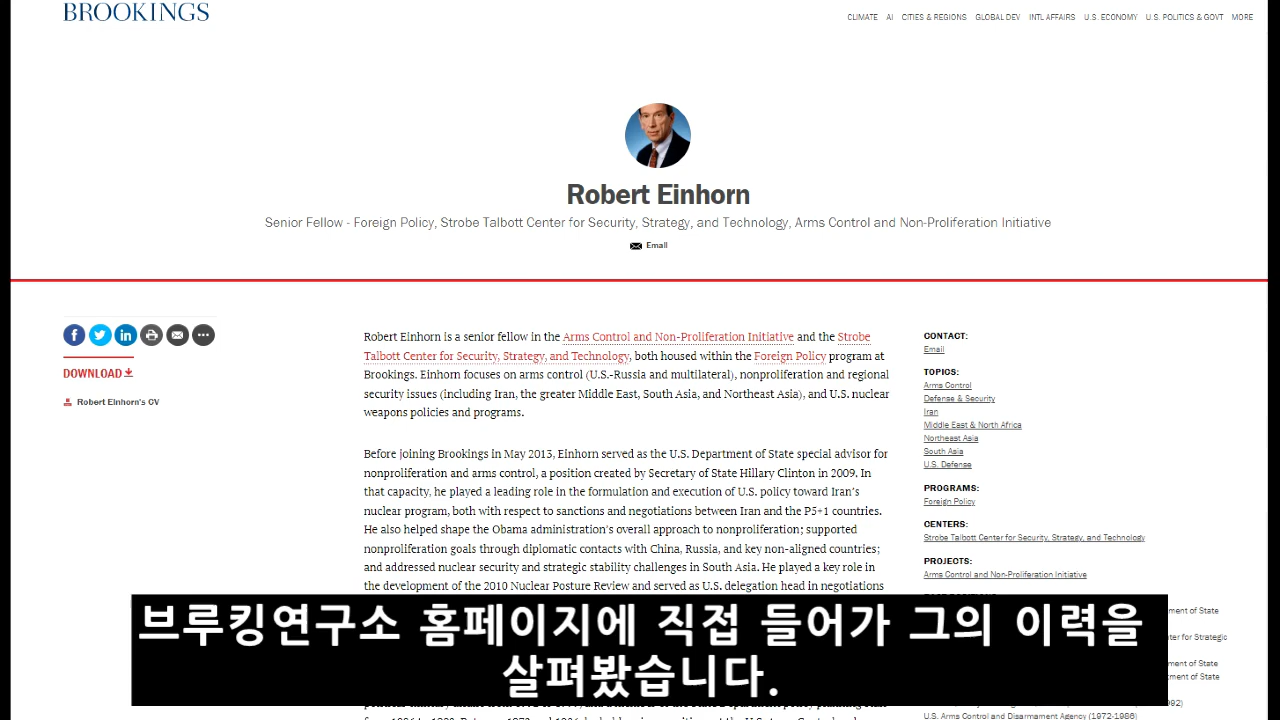 BROOKINGS
CLIMATE AI CITIES & REGIONS GLOBAL DEV INTL AFFAIRS U.S. ECONOMY U.S. POLITICS & GOVT MORE
Robert Einhorn
Senior Fellow - Foreign Policy, Strobe Talbott Center for Security, Strategy, and Technology, Arms Control and Non-Proliferation Initiative
Email
DOWNLOAD
Robert Einhorn's CV
Robert Einhorn is a senior fellow in the Arms Control and Non-Proliferation Initiative and the Strobe
Talbott Center for Security, Strategy, and Technology, both housed within the Foreign Policy program at
Brookings. Einhorn focuses on arms control (U.S.-Russia and multilateral), nonproliferation and regional
security issues (including Iran, the greater Middle East, South Asia, and Northeast Asia), and U.S. nuclear
weapons policies and programs.
Before joining Brookings in May 2013, Einhorn served as the U.S. Department of State special advisor for
nonproliferation and arms control, a position created by Secretary of State Hillary Clinton in 2009. In
that capacity, he played a leading role in the formulation and execution of U.S. policy toward Iran's
nuclear program, both with respect to sanctions and negotiations between Iran and the P5+1 countries.
He also helped shape the Obama administration's overall approach to nonproliferation; supported
nonproliferation goals through diplomatic contacts with China, Russia, and key non-aligned countries;
and addressed nuclear security and strategic stability challenges in South Asia. He played a key role in
the development of the 2010 Nuclear Posture Review and served as U.S. delegation head in negotiations
CONTACT:
Email
TOPICS:
Arms Control
Defense & Security
Iran
Middle East & North Africa
Northeast Asia
South Asia
U.S. Defense
PROGRAMS:
Foreign Policy
CENTERS:
Strobe Talbott Center for Security, Strategy, and Technology
PROJECTS:
Arms Control and Non-Proliferation Initiative
ment of State
ter for Strategic
ment of State
ment of State
992)
U.S. Arms Control and Disarmament Agency (1972-1986)
브루킹연구소 홈페이지에 직접 들어가 그의 이력을
살펴봤습니다.